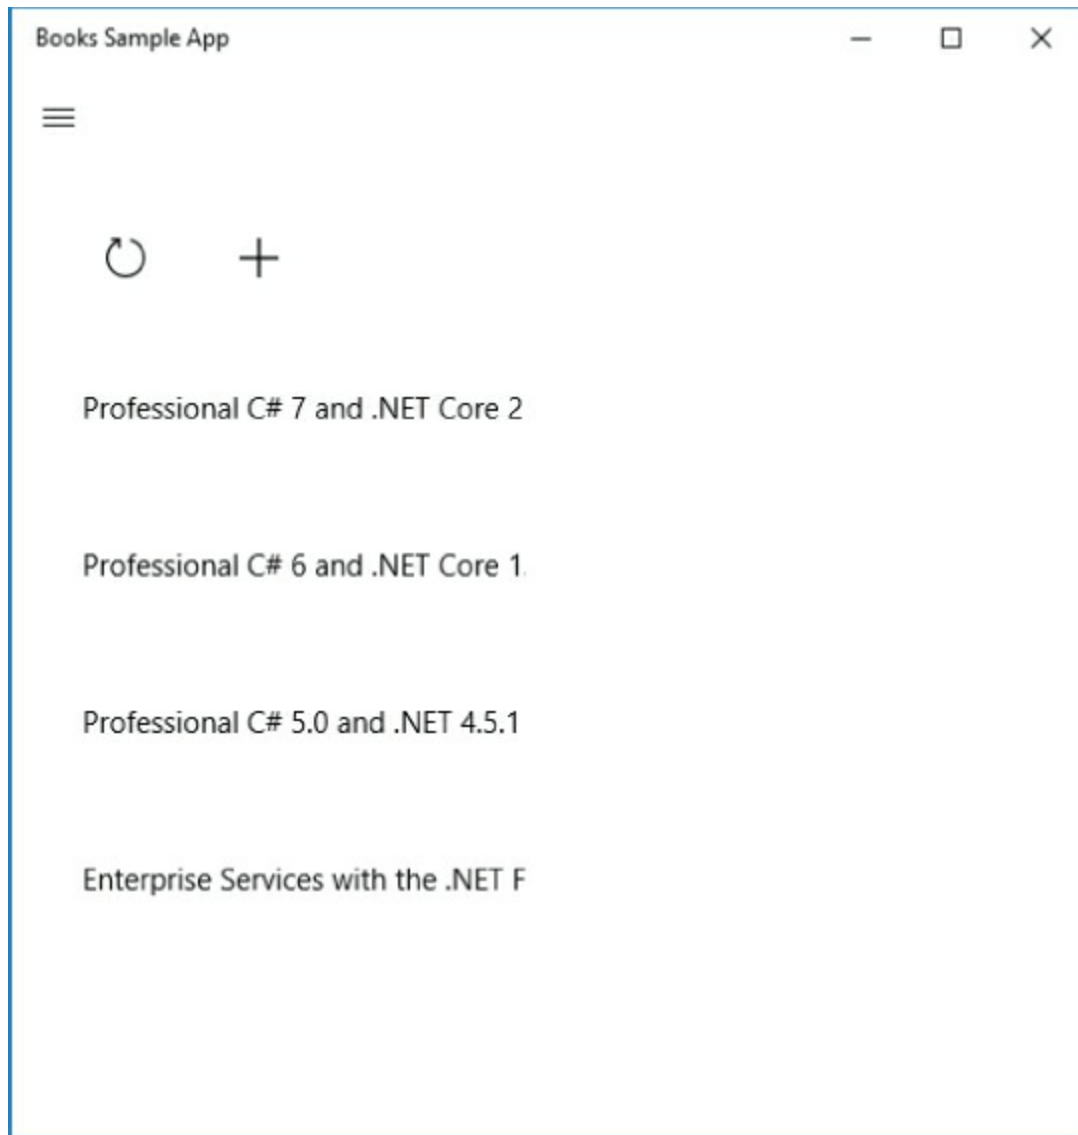 Books Sample App
Professional C# 7 and .NET Core 2
Professional C# 6 and .NET Core 1.
Professional C# 5.0 and .NET 4.5.1
Enterprise Services with the .NET F